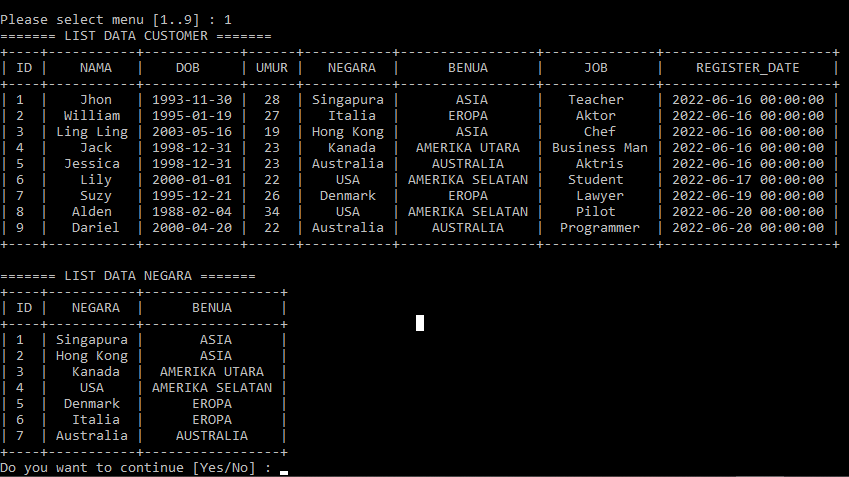 Please select menu [1..9] : 1
======= LIST DATA CUSTOMER =======
+----+-----------+------------+------+-----------+-----------------+--------------+---------------------+
| ID |    NAMA   |    DOB     | UMUR |   NEGARA  |      BENUA      |     JOB      |    REGISTER_DATE    |
+----+-----------+------------+------+-----------+-----------------+--------------+---------------------+
| 1  |    Jhon   | 1993-11-30 |  28  | Singapura |       ASIA      |   Teacher    | 2022-06-16 00:00:00 |
| 2  |  William  | 1995-01-19 |  27  |   Italia  |      EROPA      |    Aktor     | 2022-06-16 00:00:00 |
| 3  | Ling Ling | 2003-05-16 |  19  | Hong Kong |       ASIA      |     Chef     | 2022-06-16 00:00:00 |
| 4  |    Jack   | 1998-12-31 |  23  |   Kanada  |  AMERIKA UTARA  | Business Man | 2022-06-16 00:00:00 |
| 5  |  Jessica  | 1998-12-31 |  23  | Australia |    AUSTRALIA    |    Aktris    | 2022-06-16 00:00:00 |
| 6  |    Lily   | 2000-01-01 |  22  |    USA    | AMERIKA SELATAN |   Student    | 2022-06-17 00:00:00 |
| 7  |    Suzy   | 1995-12-21 |  26  |  Denmark  |      EROPA      |    Lawyer    | 2022-06-19 00:00:00 |
| 8  |   Alden   | 1988-02-04 |  34  |    USA    | AMERIKA SELATAN |    Pilot     | 2022-06-20 00:00:00 |
| 9  |   Dariel  | 2000-04-20 |  22  | Australia |    AUSTRALIA    |  Programmer  | 2022-06-20 00:00:00 |
+----+-----------+------------+------+-----------+-----------------+--------------+---------------------+
======= LIST DATA NEGARA =======
+----+-----------+-----------------+
| ID |   NEGARA  |      BENUA      |
+----+-----------+-----------------+
| 1  | Singapura |       ASIA      |
| 2  | Hong Kong |       ASIA      |
| 3  |   Kanada  |  AMERIKA UTARA  |
| 4  |    USA    | AMERIKA SELATAN |
| 5  |  Denmark  |      EROPA      |
| 6  |   Italia  |      EROPA      |
| 7  | Australia |    AUSTRALIA    |
+----+-----------+-----------------+
Do you want to continue [Yes/No] :